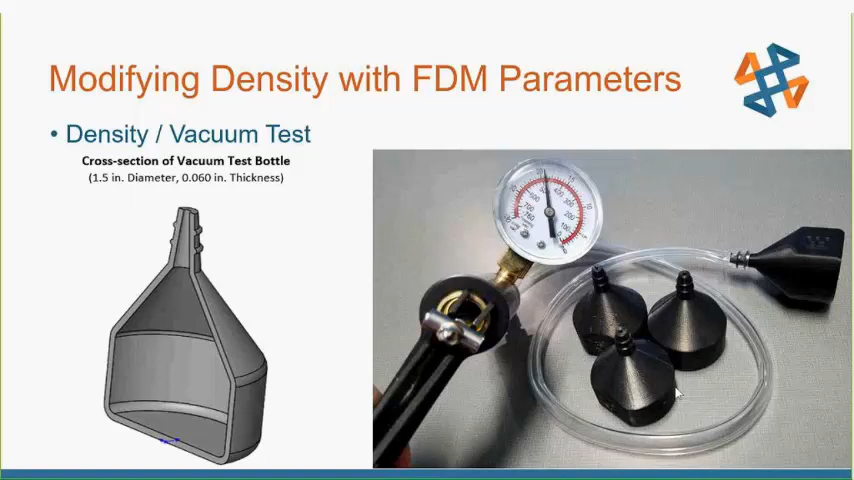 Modifying Density with FDM Parameters
• Density / Vacuum Test
Cross-section of Vacuum Test Bottle
(1.5 in. Diameter, 0.060 in. Thickness)